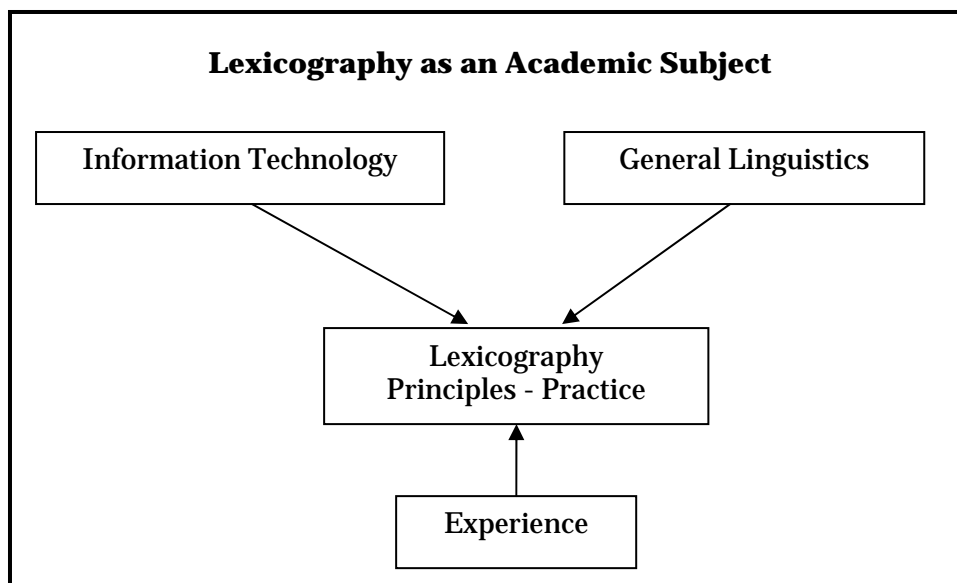 Lexicography as an Academic Subject
Information Technology
General Linguistics
Lexicography
Principles - Practice
Experience